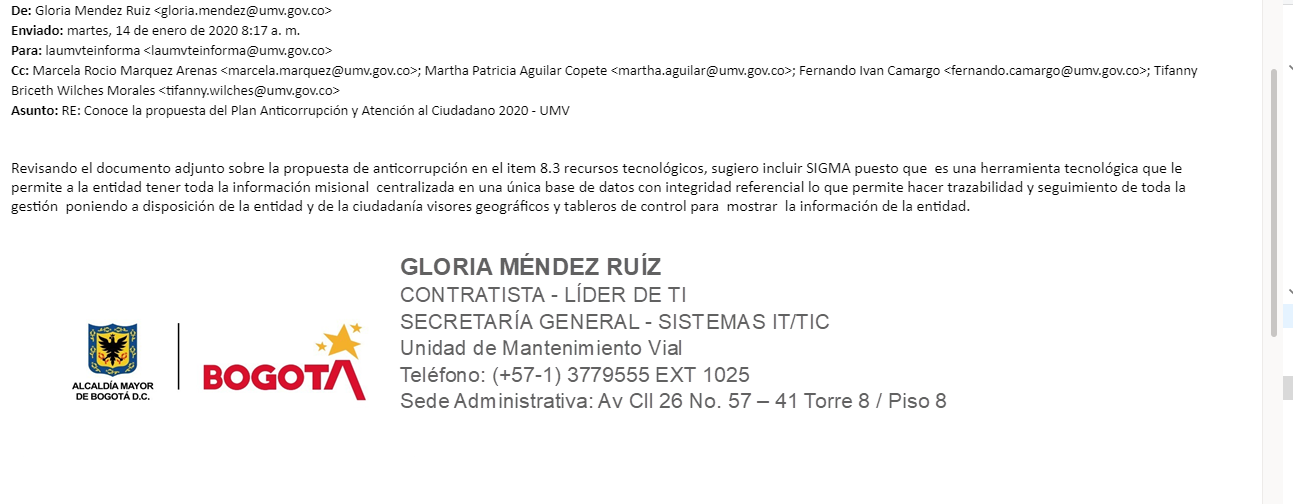 De: Gloria Mendez Ruiz <gloria.mendez@umv.gov.co>
Enviado: martes, 14 de enero de 2020 8:17 a. m.
Para: laumvteinforma <laumvteinforma@umv.gov.co>
Cc: Marcela Rocio Marquez Arenas <marcela.marquez@umv.gov.co>; Martha Patricia Aguilar Copete <martha.aguilar@umv.gov.co>; Fernando Ivan Camargo <fernando.camargo@umv.gov.co>; Tifanny
Briceth Wilches Morales <tifanny.wilches@umv.gov.co>
Asunto: RE: Conoce la propuesta del Plan Anticorrupción y Atención al Ciudadano 2020 - UMV
Revisando el documento adjunto sobre la propuesta de anticorrupción en el item 8.3 recursos tecnológicos, sugiero incluir SIGMA puesto que  es una herramienta tecnológica que le
permite a la entidad tener toda la información misional  centralizada en una única base de datos con integridad referencial lo que permite hacer trazabilidad y seguimiento de toda la
gestión  poniendo a disposición de la entidad y de la ciudadanía visores geográficos y tableros de control para  mostrar  la información de la entidad.
GLORIA MÉNDEZ RUÍZ
CONTRATISTA - LÍDER DE TI
SECRETARÍA GENERAL - SISTEMAS IT/TIC
Unidad de Mantenimiento Vial
Teléfono: (+57-1) 3779555 EXT 1025
Sede Administrativa: Av Cll 26 No. 57 – 41 Torre 8 / Piso 8
ALCALDÍA MAYOR
DE BOGOTÁ D.C.
BOGOTÁ